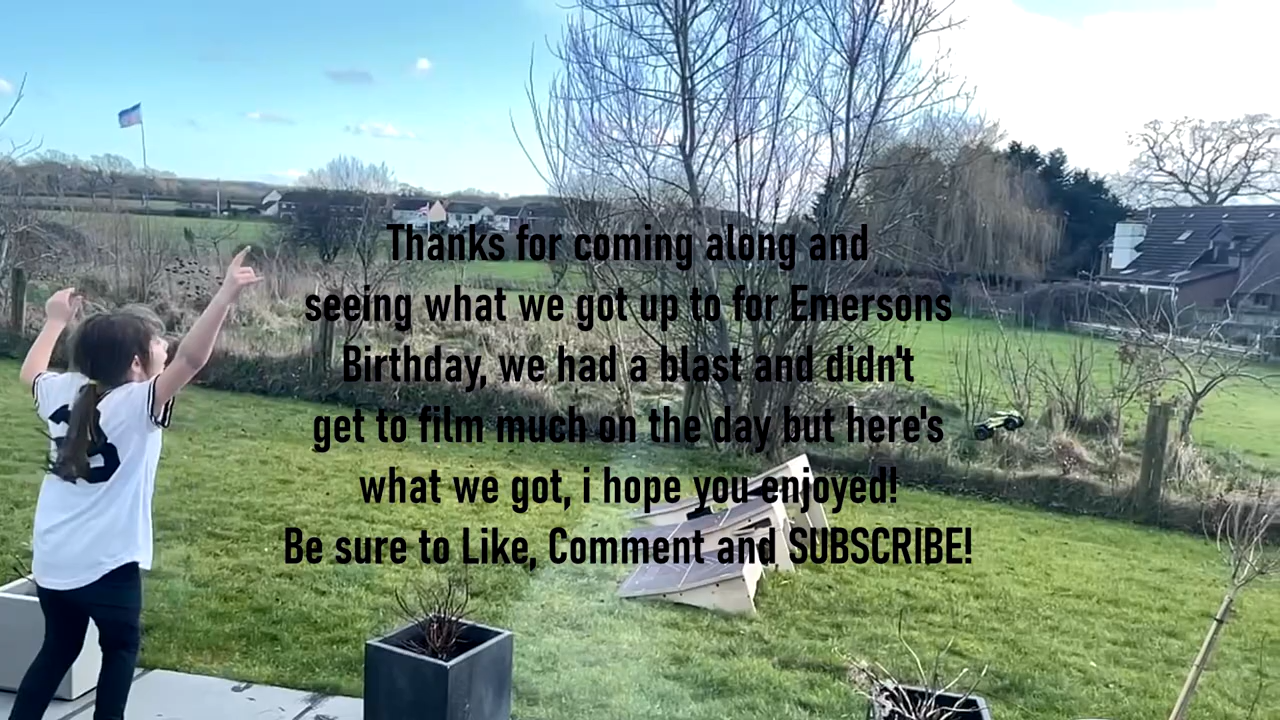 Thanks for coming along and
seeing what we got up to for Emersons
Birthday, we had a blast and didn't
get to film much on the day but here's
what we got, i hope you enjoyed!
Be sure to Like, Comment and SUBSCRIBE!